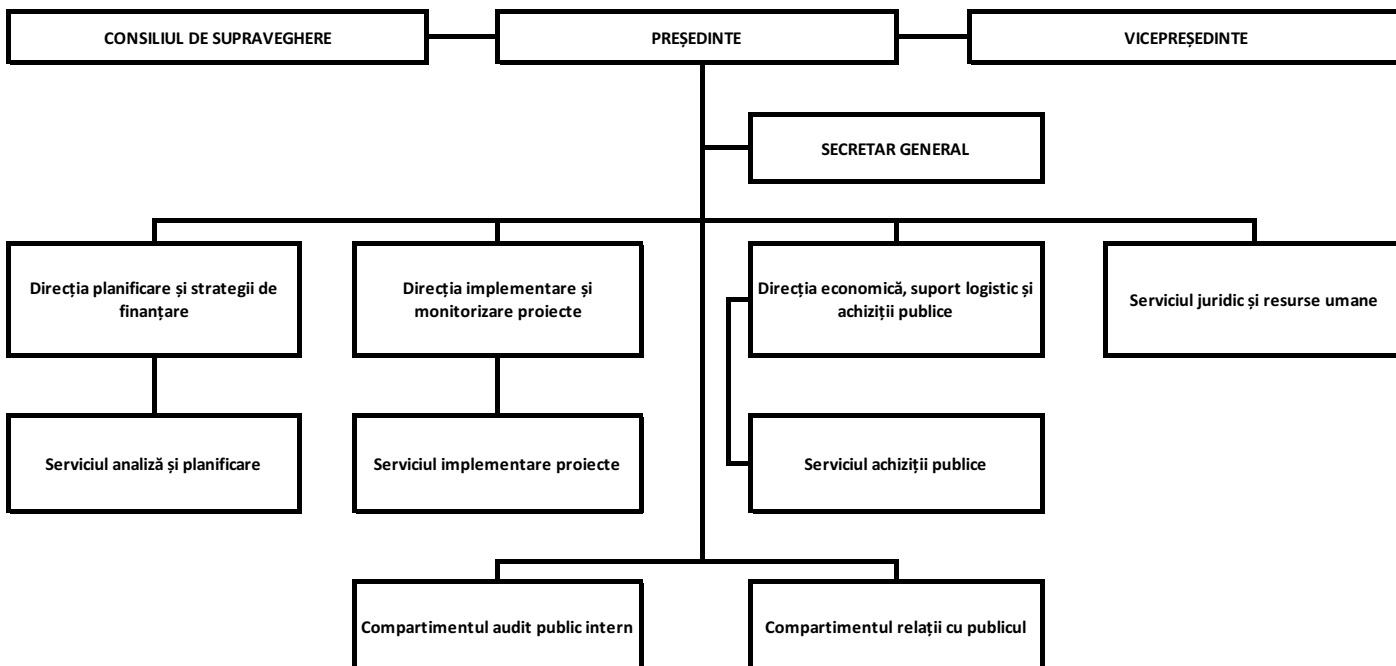 CONSILIUL DE SUPRAVEGHERE
PREȘEDINTE
VICEPREȘEDINTE
SECRETAR GENERAL
Direcția planificare și strategii de
finanțare
Direcția implementare și
monitorizare proiecte
Direcția economică, suport logistic și
achiziții publice
Serviciul juridic și resurse umane
Serviciul analiză și planificare
Serviciul implementare proiecte
Serviciul achiziții publice
Compartimentul audit public intern
Compartimentul relații cu publicul